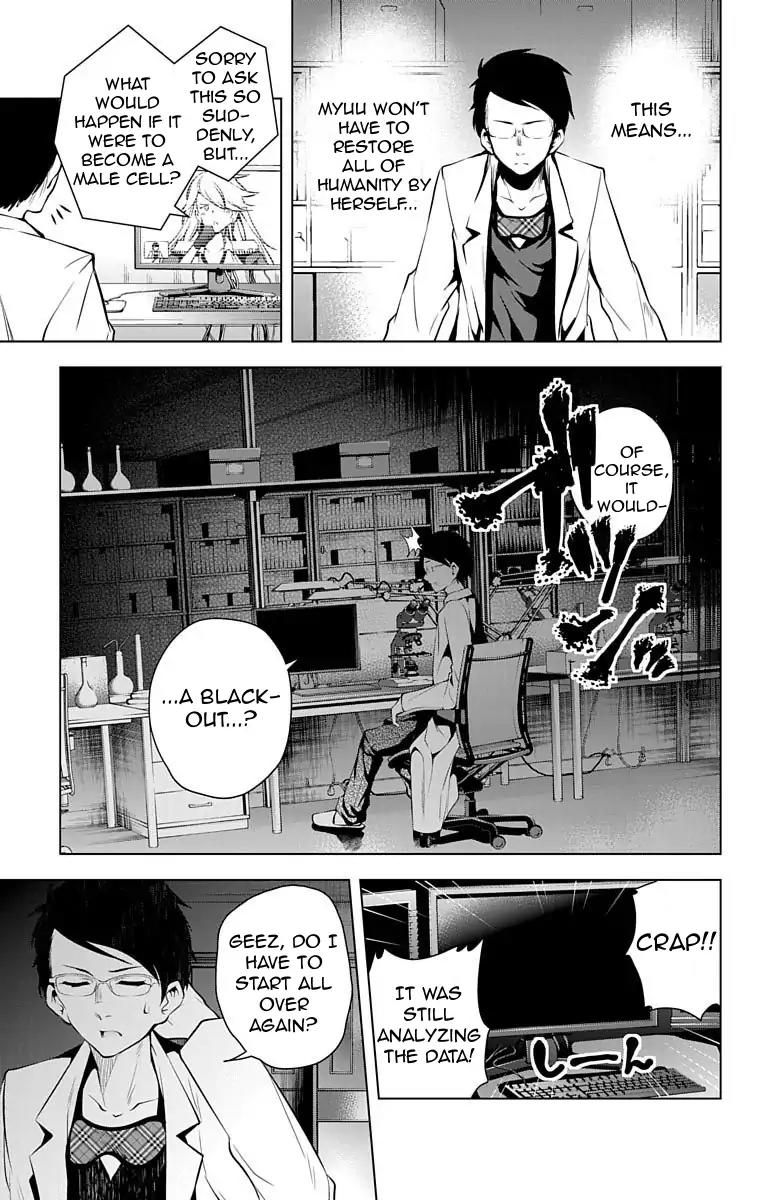 THIS
MEANS...
MYUU WON'T
HAVE TO
RESTORE
ALL OF
HUMANITY BY
HERSELF...
SORRY
TO ASK
THIS SO
SUD-
DENLY,
BUT...
WHAT
WOULD
HAPPEN IF IT
WERE TO
BECOME A
MALE CELL?
OF
COURSE,
IT
WOULD-
...A BLACK-
OUT...?
CRAP!!
IT WAS
STILL
ANALYZING
THE DATA!
しーん
GEEZ, DO I
HAVE TO
START ALL
OVER
AGAIN?